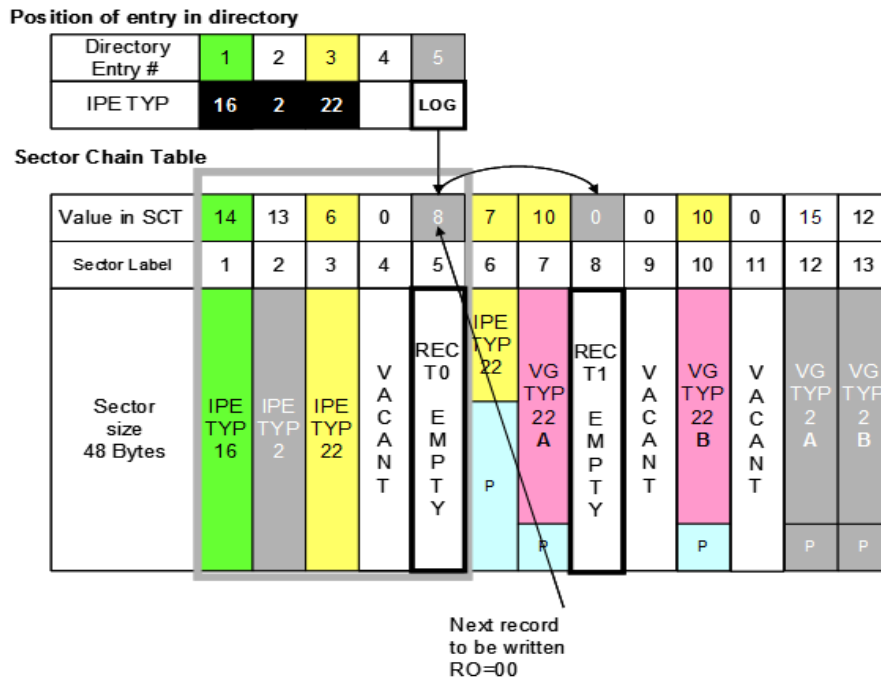 Position of entry in directory
Directory Entry # 1 2 3 4 5
IPE TYP 16 2 22 LOG
Sector Chain Table
Value in SCT 14 13 6 0 8 7 10 0 0 10 0 15 12
Sector Label 1 2 3 4 5 6 7 8 9 10 11 12 13
Sector size 48 Bytes
IPE TYP 16
IPE TYP 2
IPE TYP 22
VACANT
REC T0 EMPTY
IPE TYP 22
P
VG TYP 22 A
P
REC T1 EMPTY
VACANT
VG TYP 22 B
P
VACANT
VG TYP 2 A
P
VG TYP 2 B
P
Next record
to be written
RO=00